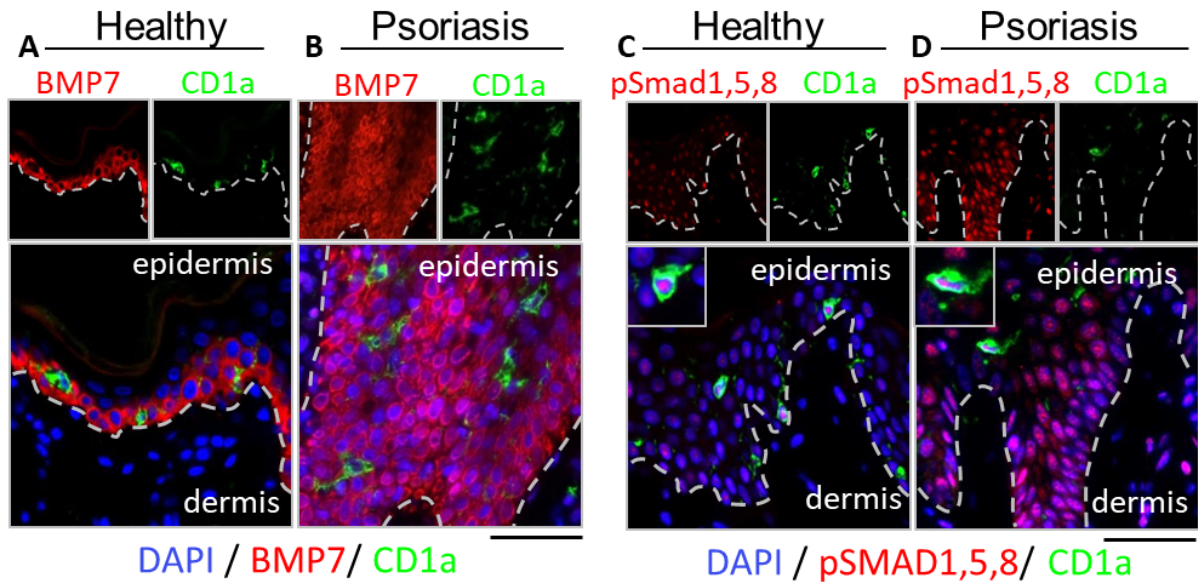 A Healthy B Psoriasis C Healthy D Psoriasis
BMP7 CD1a BMP7 CD1a pSmad1,5,8 CD1a pSmad1,5,8 CD1a
epidermis epidermis epidermis epidermis
dermis dermis dermis
DAPI / BMP7/ CD1a DAPI / pSMAD1,5,8/ CD1a